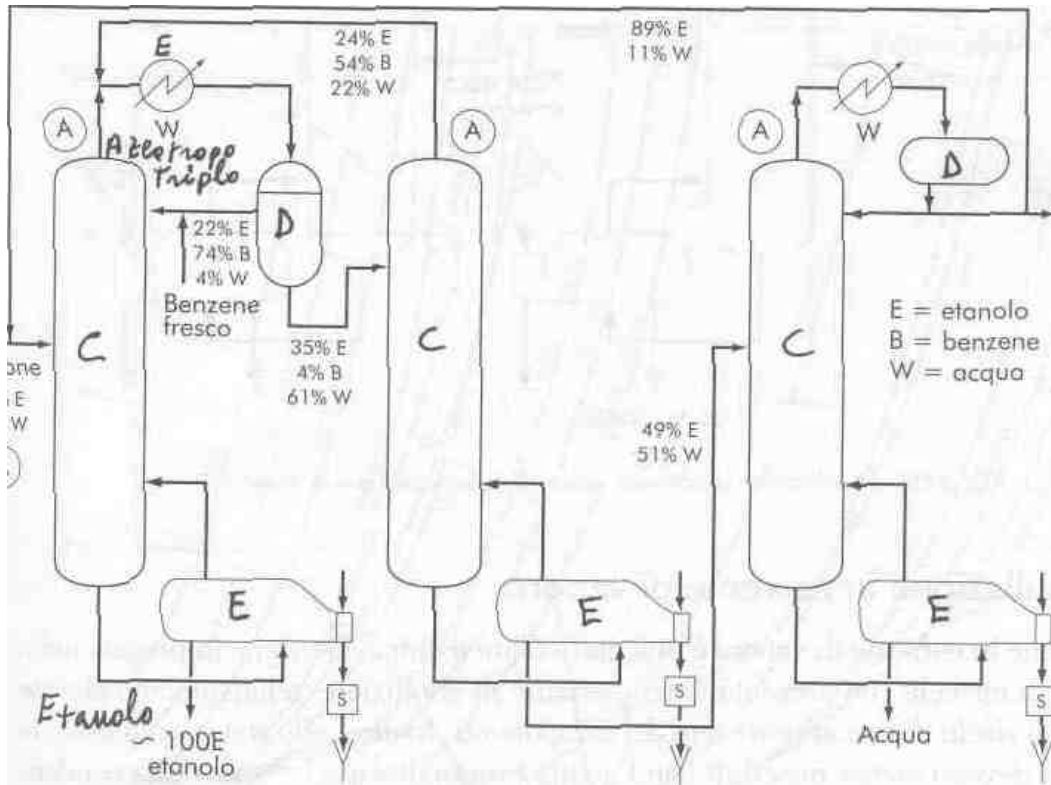 24% E
54% B
22% W
89% E
11% W
E
W
A
A
A
W
Azeotropo
Triplo
D
D
22% E
74% B
4% W
Benzene
fresco
C
C
C
35% E
4% B
61% W
E = etanolo
B = benzene
W = acqua
one
E
W
49% E
51% W
E
E
E
S
S
S
Etanolo
~ 100E
etanolo
Acqua